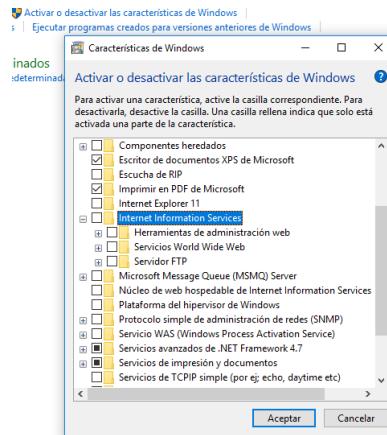 Activar o desactivar las características de Windows
Ejecutar programas creados para versiones anteriores de Windows
inados
edetermina
Características de Windows
Activar o desactivar las características de Windows
Para activar una característica, active la casilla correspondiente. Para
desactivarla, desactive la casilla. Una casilla rellena indica que solo está
activada una parte de la característica.
Componentes heredados
Escritor de documentos XPS de Microsoft
Escucha de RIP
Imprimir en PDF de Microsoft
Internet Explorer 11
Internet Information Services
Herramientas de administración web
Servicios World Wide Web
Servidor FTP
Microsoft Message Queue (MSMQ) Server
Núcleo de web hospedable de Internet Information Services
Plataforma del hipervisor de Windows
Protocolo simple de administración de redes (SNMP)
Servicio WAS (Windows Process Activation Service)
Servicios avanzados de .NET Framework 4.7
Servicios de impresión y documentos
Servicios de TCPIP simple (por ej; echo, daytime etc)
Aceptar Cancelar